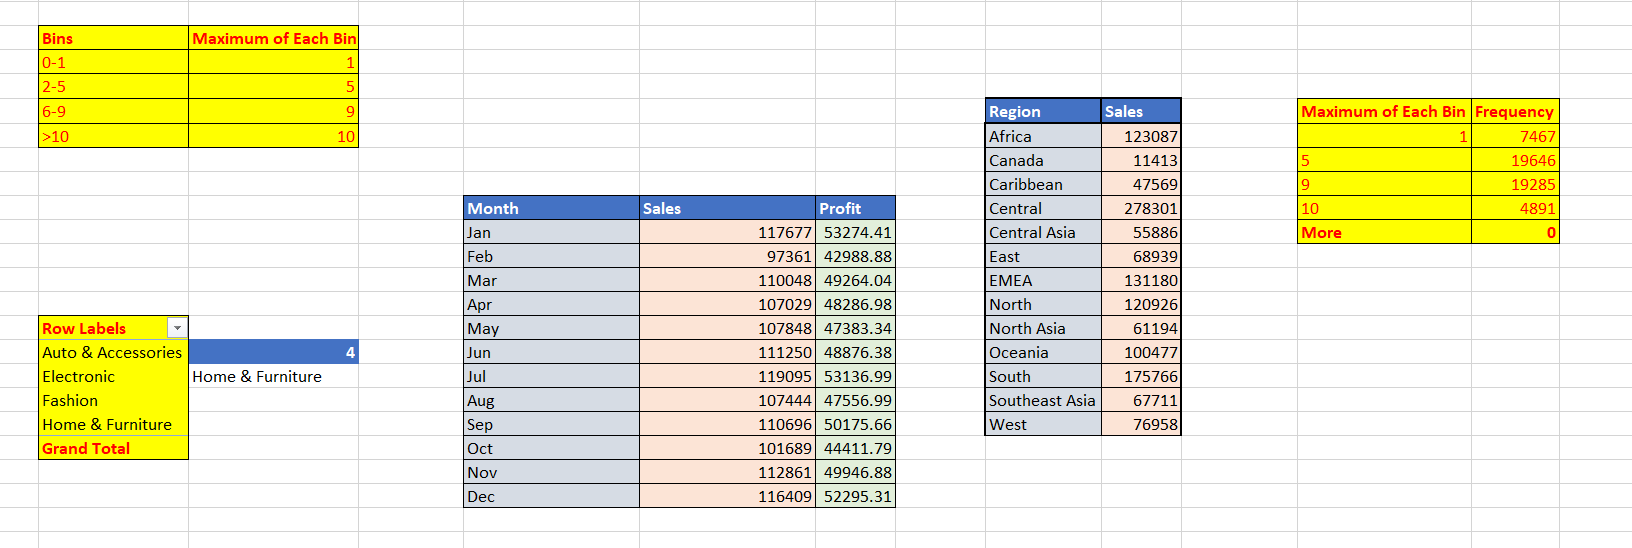 Bins Maximum of Each Bin
0-1 1
2-5 5
6-9 9
>10 10
Row Labels
Auto & Accessories 4
Electronic Home & Furniture
Fashion
Home & Furniture
Grand Total
Month Sales Profit
Jan 117677 53274.41
Feb 97361 42988.88
Mar 110048 49264.04
Apr 107029 48286.98
May 107848 47383.34
Jun 111250 48876.38
Jul 119095 53136.99
Aug 107444 47556.99
Sep 110696 50175.66
Oct 101689 44411.79
Nov 112861 49946.88
Dec 116409 52295.31
Region Sales
Africa 123087
Canada 11413
Caribbean 47569
Central 278301
Central Asia 55886
East 68939
EMEA 131180
North 120926
North Asia 61194
Oceania 100477
South 175766
Southeast Asia 67711
West 76958
Maximum of Each Bin Frequency
1 7467
5 19646
9 19285
10 4891
More 0